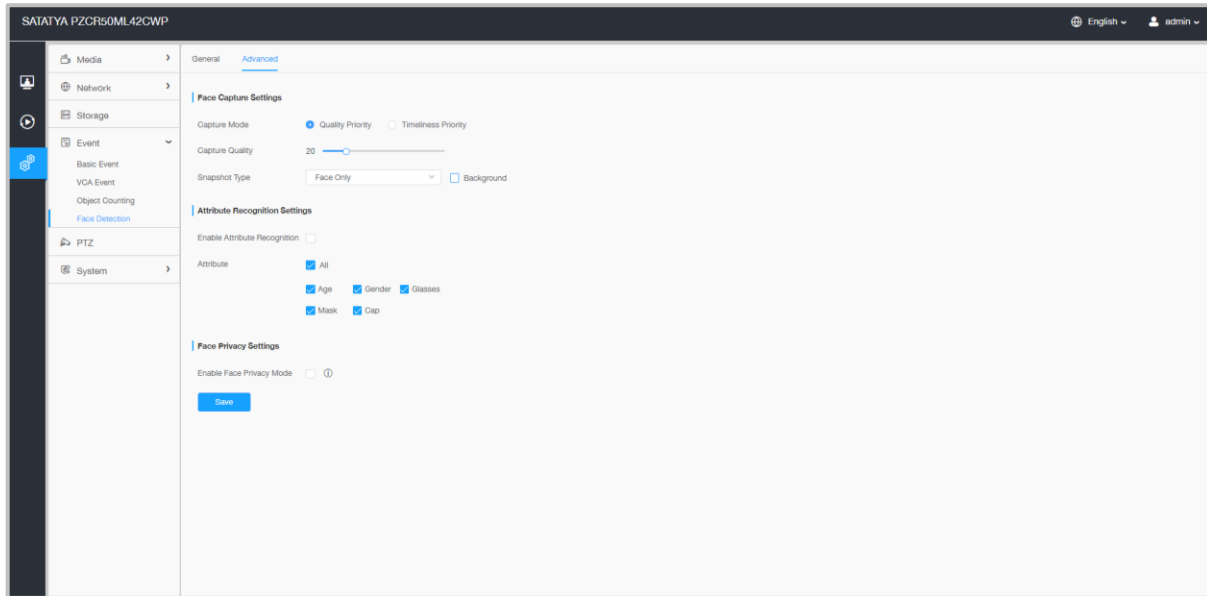 SATATYA PZCR50ML42CWP
English
admin
Media
Network
Storage
Event
Basic Event
VCA Event
Object Counting
Face Detection
PTZ
System
General Advanced
Face Capture Settings
Capture Mode Quality Priority Timeliness Priority
Capture Quality 20
Snapshot Type Face Only Background
Attribute Recognition Settings
Enable Attribute Recognition
Attribute All
Age Gender Glasses
Mask Cap
Face Privacy Settings
Enable Face Privacy Mode
Save